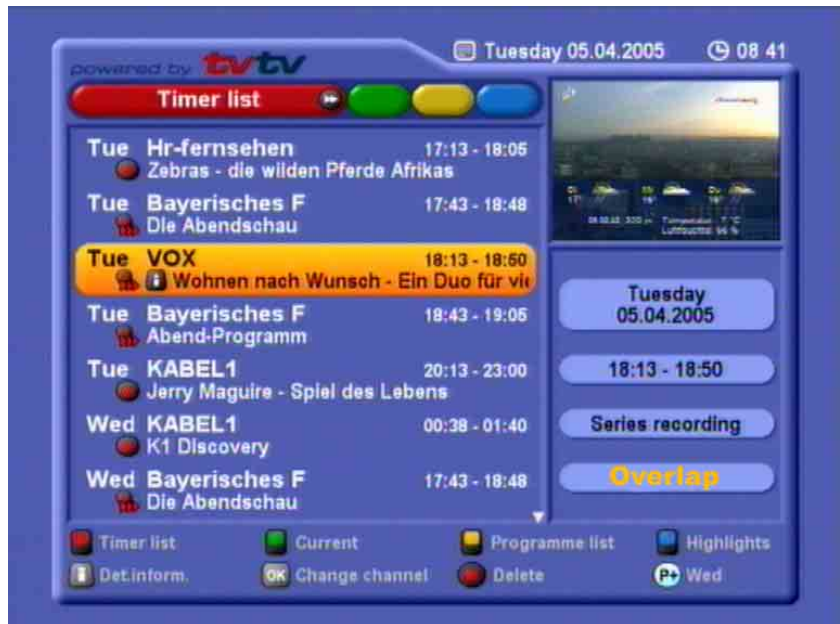 powered by tvtv
Tuesday 05.04.2005 08 41
Timer list
Tue Hr-fernsehen 17:13 - 18:05
Zebras - die wilden Pferde Afrikas
Tue Bayerisches F 17:43 - 18:48
Die Abendschau
Tue VOX 18:13 - 18:50
i Wohnen nach Wunsch - Ein Duo für vie
Tue Bayerisches F 18:43 - 19:05
Abend-Programm
Tue KABEL1 20:13 - 23:00
Jerry Maguire - Spiel des Lebens
Wed KABEL1 00:38 - 01:40
K1 Discovery
Wed Bayerisches F 17:43 - 18:48
Die Abendschau
Tuesday
05.04.2005
18:13 - 18:50
Series recording
Overlap
Timer list Current Programme list Highlights
i Det.inform. OK Change channel Delete P+ Wed